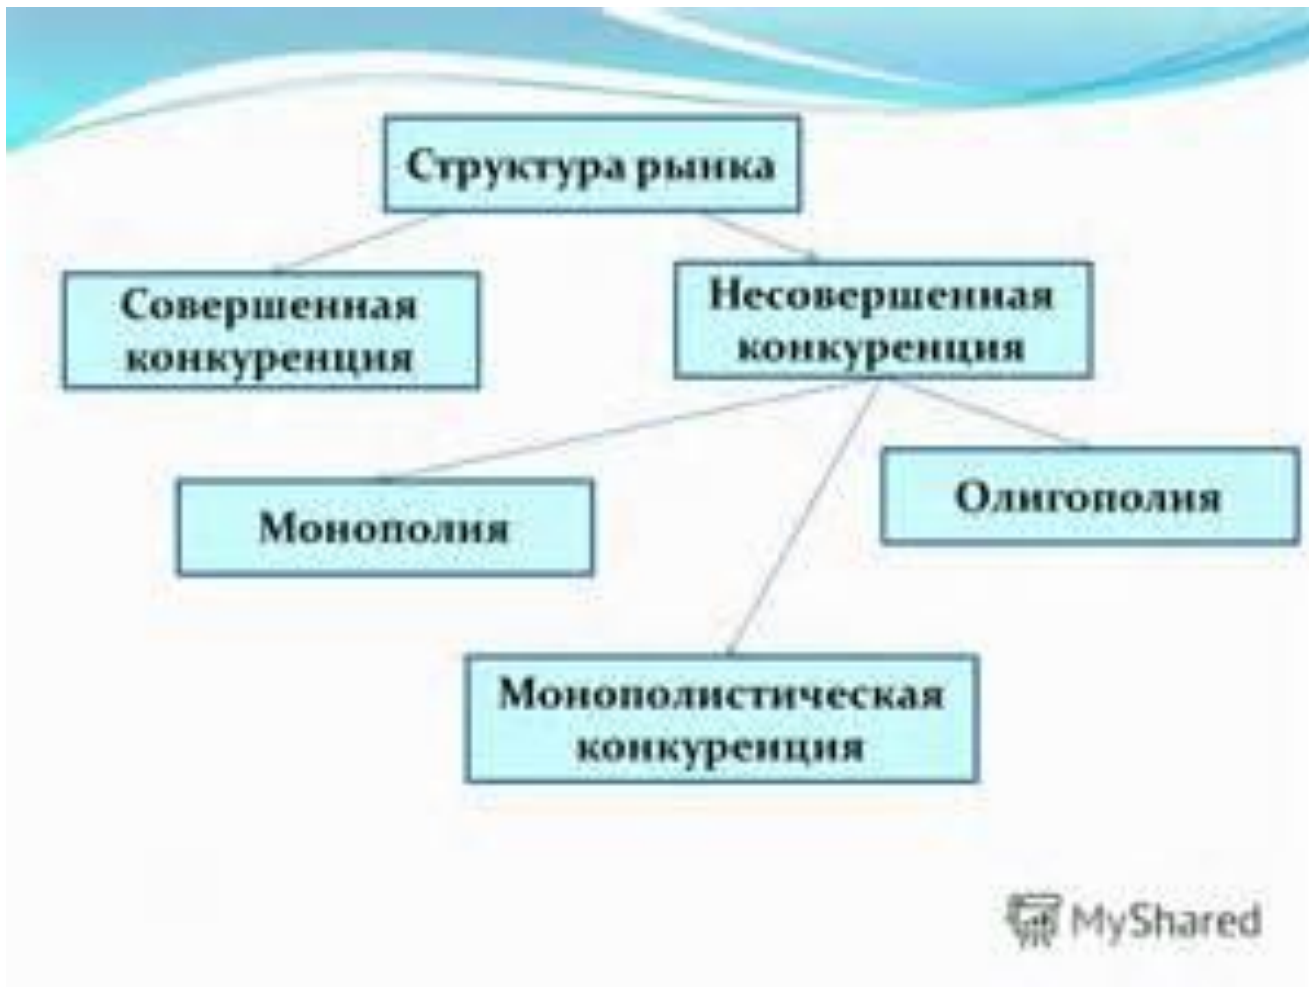 Структура рынка
Совершенная
конкуренция
Несовершенная
конкуренция
Монополия
Олигополия
Монополистическая
конкуренция
MyShared